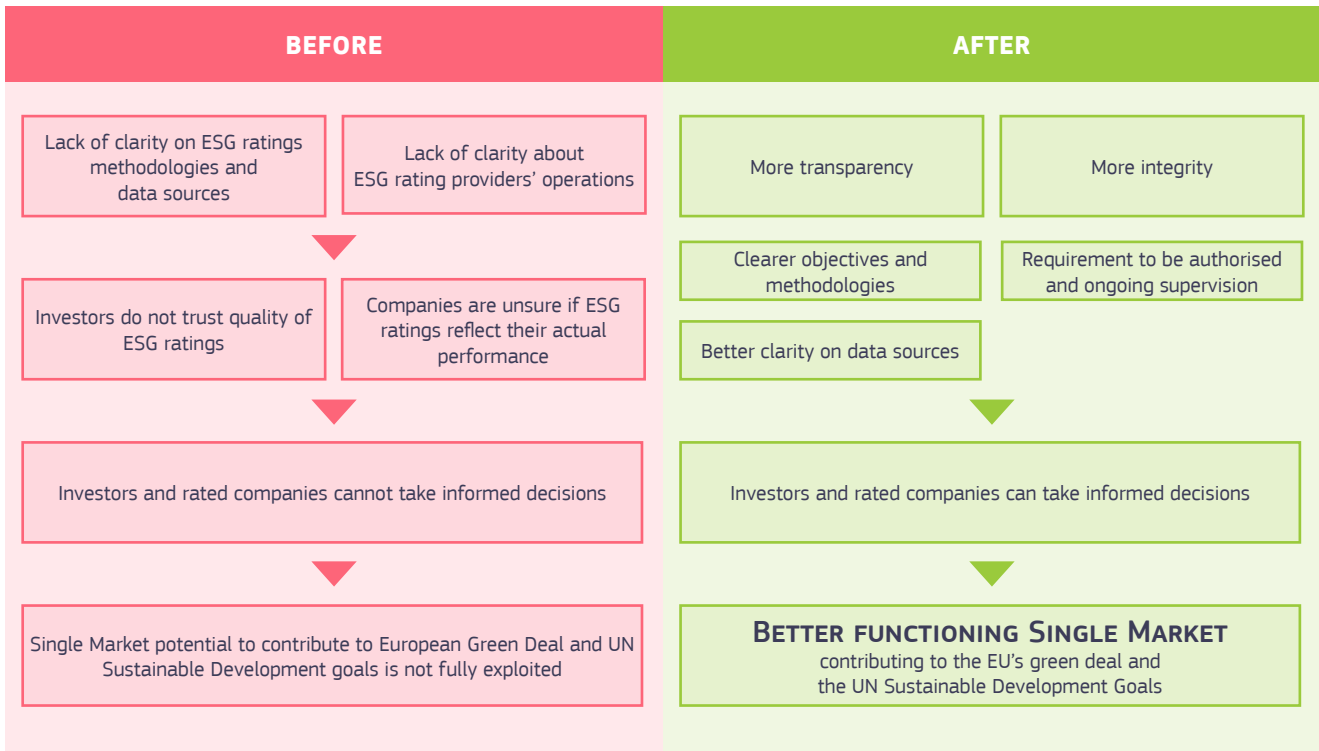 BEFORE
Lack of clarity on ESG ratings
methodologies and
data sources
Lack of clarity about
ESG rating providers' operations
Investors do not trust quality of
ESG ratings
Companies are unsure if ESG
ratings reflect their actual
performance
Investors and rated companies cannot take informed decisions
Single Market potential to contribute to European Green Deal and UN
Sustainable Development goals is not fully exploited
AFTER
More transparency
More integrity
Clearer objectives and
methodologies
Requirement to be authorised
and ongoing supervision
Better clarity on data sources
Investors and rated companies can take informed decisions
BETTER FUNCTIONING SINGLE MARKET
contributing to the EU's green deal and
the UN Sustainable Development Goals